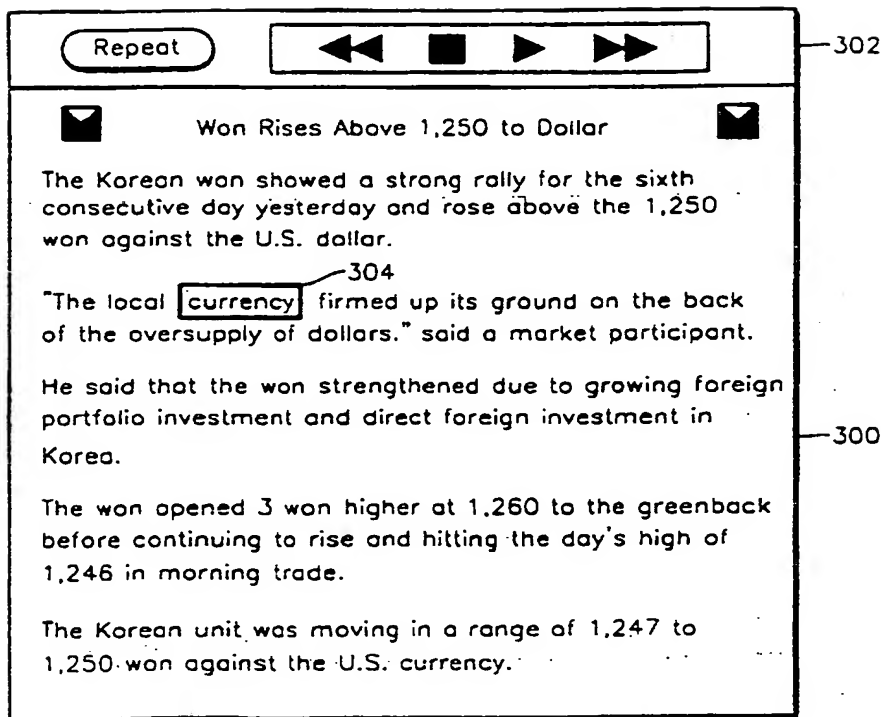 Repeat
302
Won Rises Above 1,250 to Dollar
The Korean won showed a strong rally for the sixth
consecutive day yesterday and rose above the 1,250
won against the U.S. dollar.
304
"The local currency firmed up its ground on the back
of the oversupply of dollars." said a market participant.
He said that the won strengthened due to growing foreign
portfolio investment and direct foreign investment in
Korea.
300
The won opened 3 won higher at 1,260 to the greenback
before continuing to rise and hitting the day's high of
1,246 in morning trade.
The Korean unit was moving in a range of 1,247 to
1,250 won against the U.S. currency.